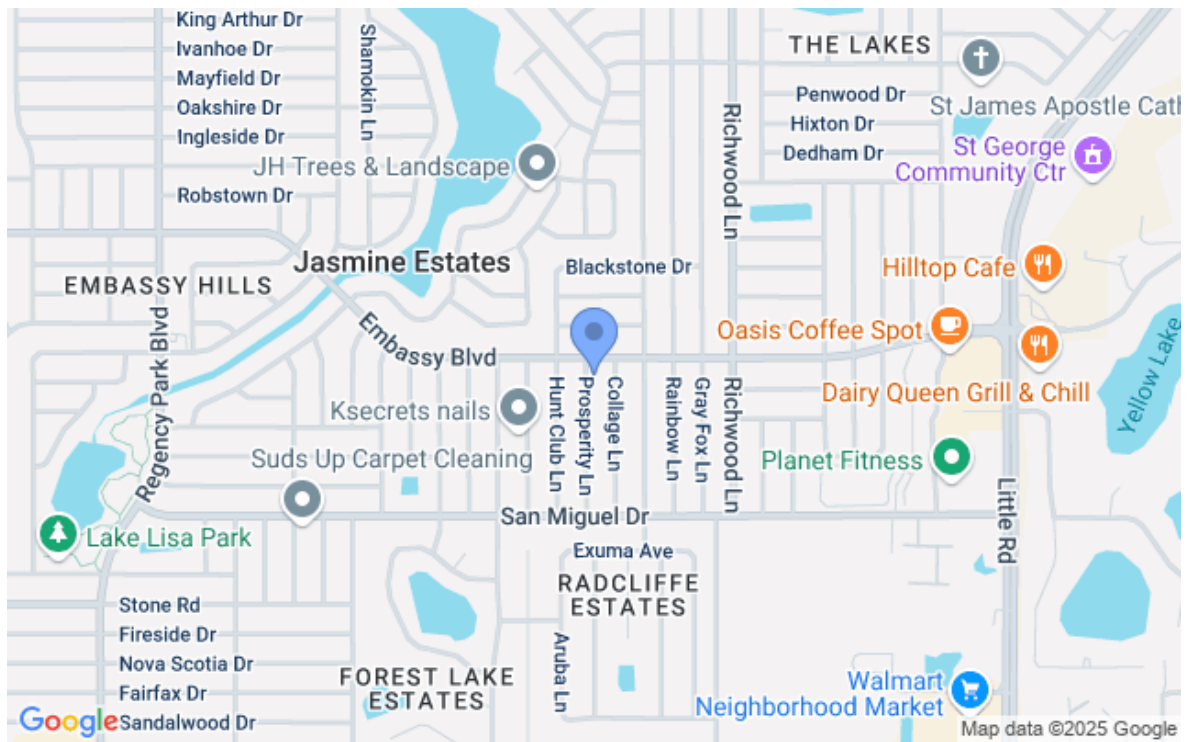 King Arthur Dr
Ivanhoe Dr
Mayfield Dr
Oakshire Dr
Ingleside Dr
Robstown Dr
Shamokin Ln
THE LAKES
St James Apostle Cath
Penwood Dr
Hixton Dr
Dedham Dr
Richwood Ln
St George
Community Ctr
JH Trees & Landscape
Jasmine Estates
EMBASSY HILLS
Blackstone Dr
Hilltop Cafe
Regency Park Blvd
Embassy Blvd
Oasis Coffee Spot
Dairy Queen Grill & Chill
Yellow Lake
Hunt Club Ln
Prosperity Ln
Collage Ln
Rainbow Ln
Gray Fox Ln
Richwood Ln
Ksecrets nails
Suds Up Carpet Cleaning
Planet Fitness
Little Rd
San Miguel Dr
Lake Lisa Park
Exuma Ave
RADCLIFFE
ESTATES
Stone Rd
Fireside Dr
Nova Scotia Dr
Fairfax Dr
Sandalwood Dr
Aruba Ln
FOREST LAKE
ESTATES
Walmart
Neighborhood Market
Google
Map data ©2025 Google